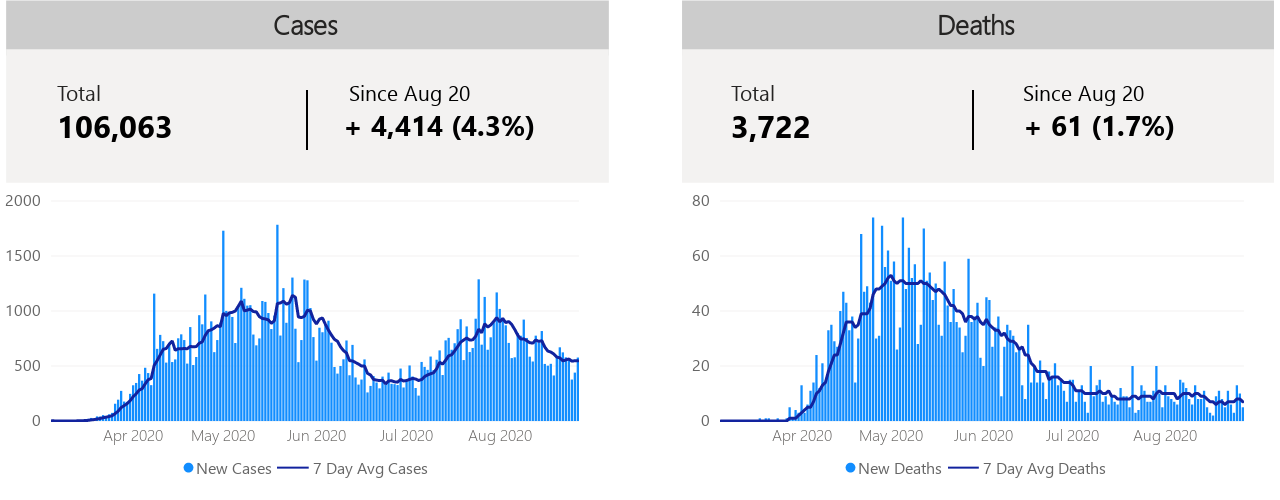 Cases
Total
106,063
Since Aug 20
+ 4,414 (4.3%)
2000
1500
1000
500
0
Apr 2020 May 2020 Jun 2020 Jul 2020 Aug 2020
New Cases 7 Day Avg Cases
Deaths
Total
3,722
Since Aug 20
+ 61 (1.7%)
80
60
40
20
0
Apr 2020 May 2020 Jun 2020 Jul 2020 Aug 2020
New Deaths 7 Day Avg Deaths